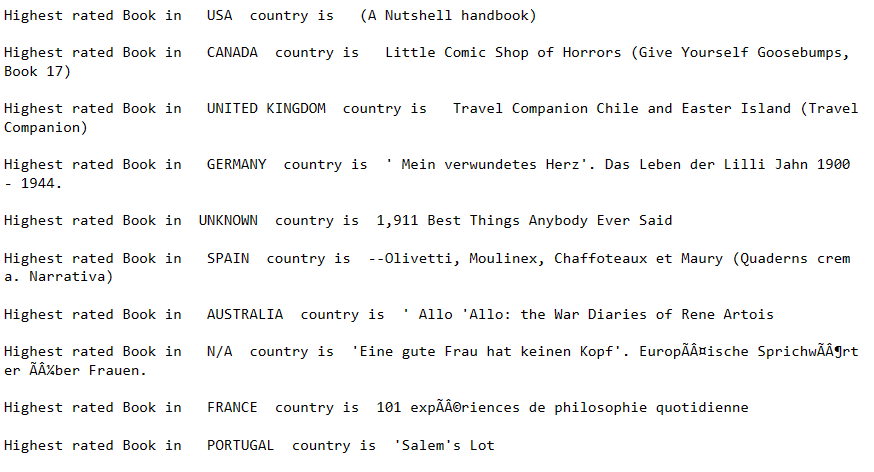 Highest rated Book in   USA  country is   (A Nutshell handbook)
Highest rated Book in   CANADA  country is   Little Comic Shop of Horrors (Give Yourself Goosebumps,
Book 17)
Highest rated Book in   UNITED KINGDOM  country is   Travel Companion Chile and Easter Island (Travel
Companion)
Highest rated Book in   GERMANY  country is  ' Mein verwundetes Herz'. Das Leben der Lilli Jahn 1900
- 1944.
Highest rated Book in  UNKNOWN  country is  1,911 Best Things Anybody Ever Said
Highest rated Book in   SPAIN  country is  --Olivetti, Moulinex, Chaffoteaux et Maury (Quaderns crem
a. Narrativa)
Highest rated Book in   AUSTRALIA  country is  ' Allo 'Allo: the War Diaries of Rene Artois
Highest rated Book in   N/A  country is  'Eine gute Frau hat keinen Kopf'. EuropÃÂ¤ische SprichwÃÂ¶rt
er ÃÂ¼ber Frauen.
Highest rated Book in   FRANCE  country is  101 expÃÂ©riences de philosophie quotidienne
Highest rated Book in   PORTUGAL  country is  'Salem's Lot